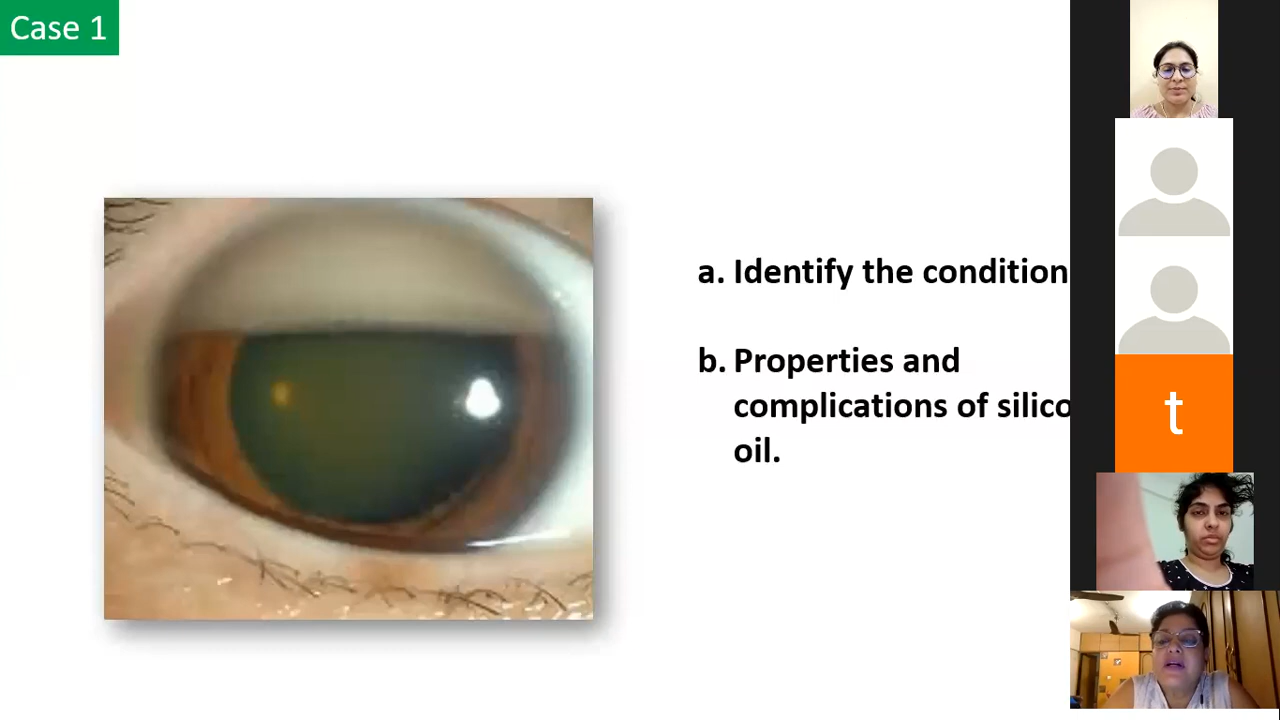 Case 1
a. Identify the condition
b. Properties and
complications of silico
oil.
t